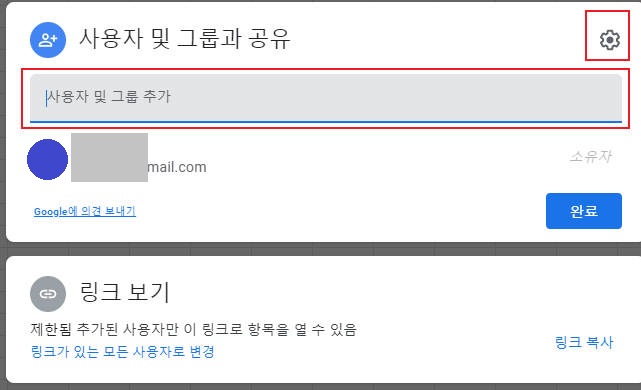 사용자 및 그룹과 공유
사용자 및 그룹 추가
mail.com
소유자
Google에 의견 보내기
완료
링크 보기
제한됨 추가된 사용자만 이 링크로 항목을 열 수 있음
링크가 있는 모든 사용자로 변경
링크 복사